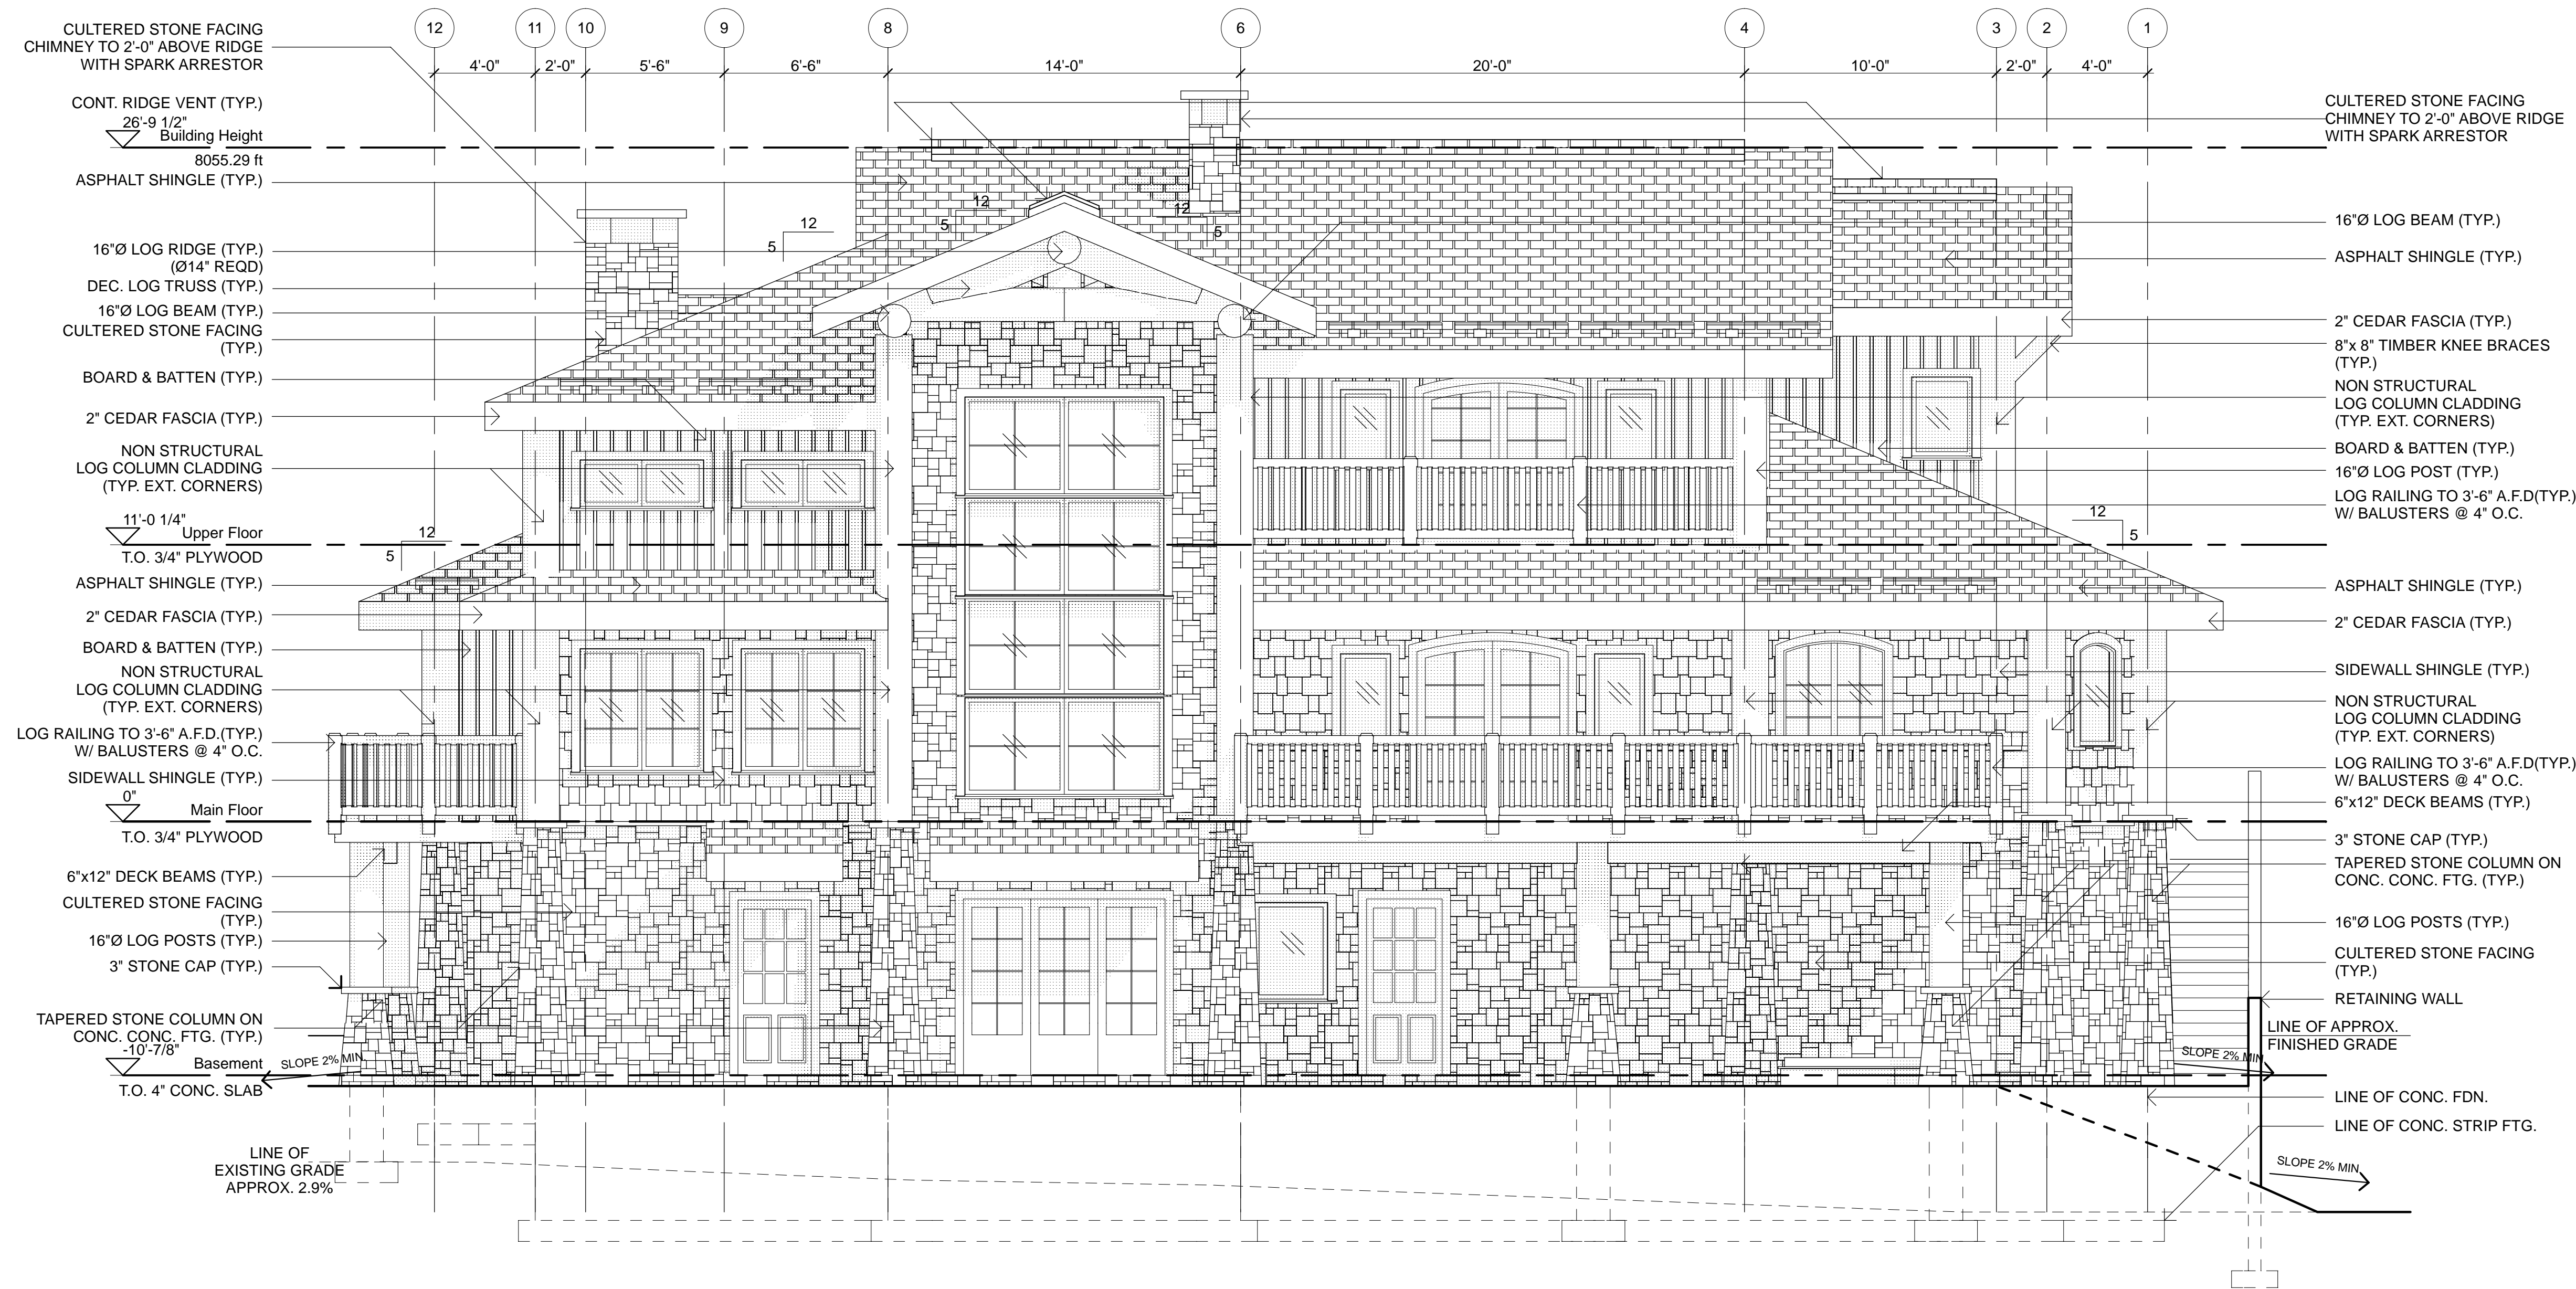 12
11
10
9
8
6
4
3
2
1
4'-0"
2'-0"
5'-6"
6'-6"
14'-0"
20'-0"
10'-0"
2'-0"
4'-0"
CULTERED STONE FACING
CHIMNEY TO 2'-0" ABOVE RIDGE
WITH SPARK ARRESTOR
CONT. RIDGE VENT (TYP.)
26'-9 1/2"
Building Height
8055.29 ft
ASPHALT SHINGLE (TYP.)
16"Ø LOG RIDGE (TYP.)
(Ø14" REQD)
DEC. LOG TRUSS (TYP.)
16"Ø LOG BEAM (TYP.)
CULTERED STONE FACING
(TYP.)
BOARD & BATTEN (TYP.)
2" CEDAR FASCIA (TYP.)
NON STRUCTURAL
LOG COLUMN CLADDING
(TYP. EXT. CORNERS)
11'-0 1/4"
Upper Floor
T.O. 3/4" PLYWOOD
ASPHALT SHINGLE (TYP.)
2" CEDAR FASCIA (TYP.)
BOARD & BATTEN (TYP.)
NON STRUCTURAL
LOG COLUMN CLADDING
(TYP. EXT. CORNERS)
LOG RAILING TO 3'-6" A.F.D.(TYP.)
W/ BALUSTERS @ 4" O.C.
SIDEWALL SHINGLE (TYP.)
0"
Main Floor
T.O. 3/4" PLYWOOD
6"x12" DECK BEAMS (TYP.)
CULTERED STONE FACING
(TYP.)
16"Ø LOG POSTS (TYP.)
3" STONE CAP (TYP.)
TAPERED STONE COLUMN ON
CONC. CONC. FTG. (TYP.)
-10'-7/8"
Basement
SLOPE 2% MIN.
T.O. 4" CONC. SLAB
LINE OF
EXISTING GRADE
APPROX. 2.9%
12
5
12
5
12
5
12
5
12
5
CULTERED STONE FACING
CHIMNEY TO 2'-0" ABOVE RIDGE
WITH SPARK ARRESTOR
16"Ø LOG BEAM (TYP.)
ASPHALT SHINGLE (TYP.)
2" CEDAR FASCIA (TYP.)
8"x 8" TIMBER KNEE BRACES
(TYP.)
NON STRUCTURAL
LOG COLUMN CLADDING
(TYP. EXT. CORNERS)
BOARD & BATTEN (TYP.)
16"Ø LOG POST (TYP.)
LOG RAILING TO 3'-6" A.F.D(TYP.)
W/ BALUSTERS @ 4" O.C.
ASPHALT SHINGLE (TYP.)
2" CEDAR FASCIA (TYP.)
SIDEWALL SHINGLE (TYP.)
NON STRUCTURAL
LOG COLUMN CLADDING
(TYP. EXT. CORNERS)
LOG RAILING TO 3'-6" A.F.D(TYP.)
W/ BALUSTERS @ 4" O.C.
6"x12" DECK BEAMS (TYP.)
3" STONE CAP (TYP.)
TAPERED STONE COLUMN ON
CONC. CONC. FTG. (TYP.)
16"Ø LOG POSTS (TYP.)
CULTERED STONE FACING
(TYP.)
RETAINING WALL
LINE OF APPROX.
FINISHED GRADE
SLOPE 2% MIN.
LINE OF CONC. FDN.
LINE OF CONC. STRIP FTG.
SLOPE 2% MIN.